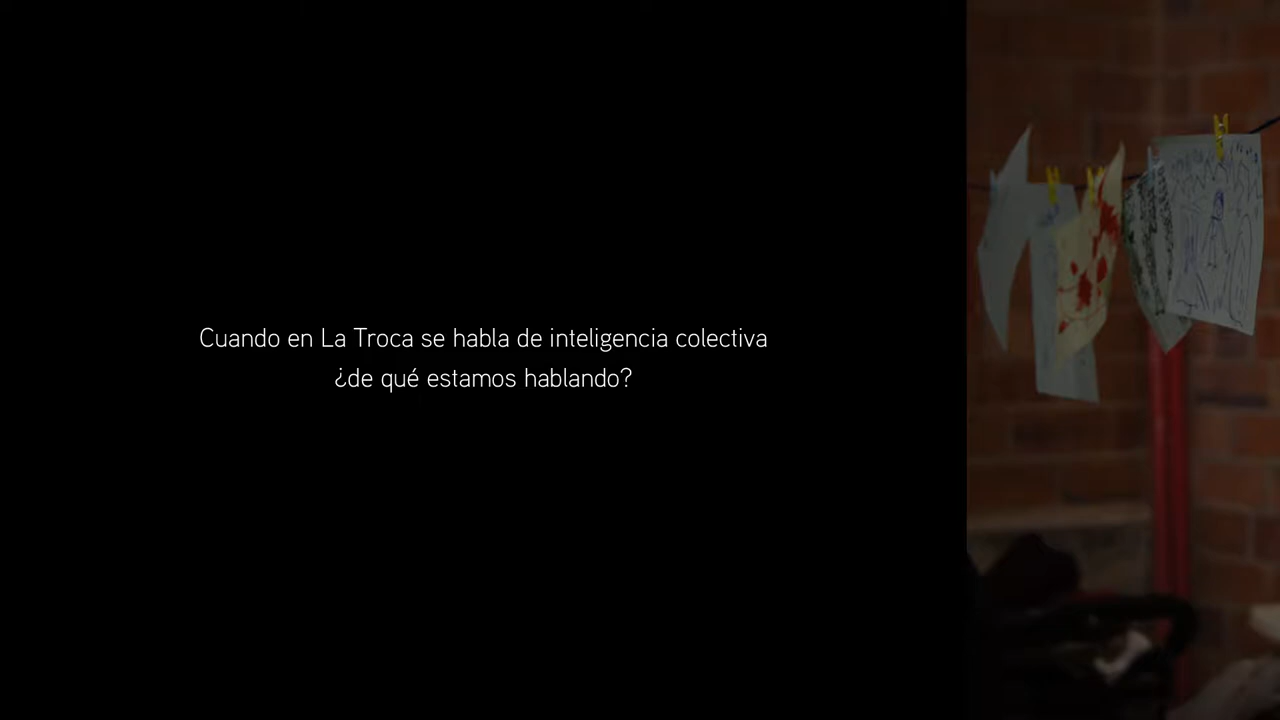 Cuando en La Troca se habla de inteligencia colectiva
¿de qué estamos hablando?